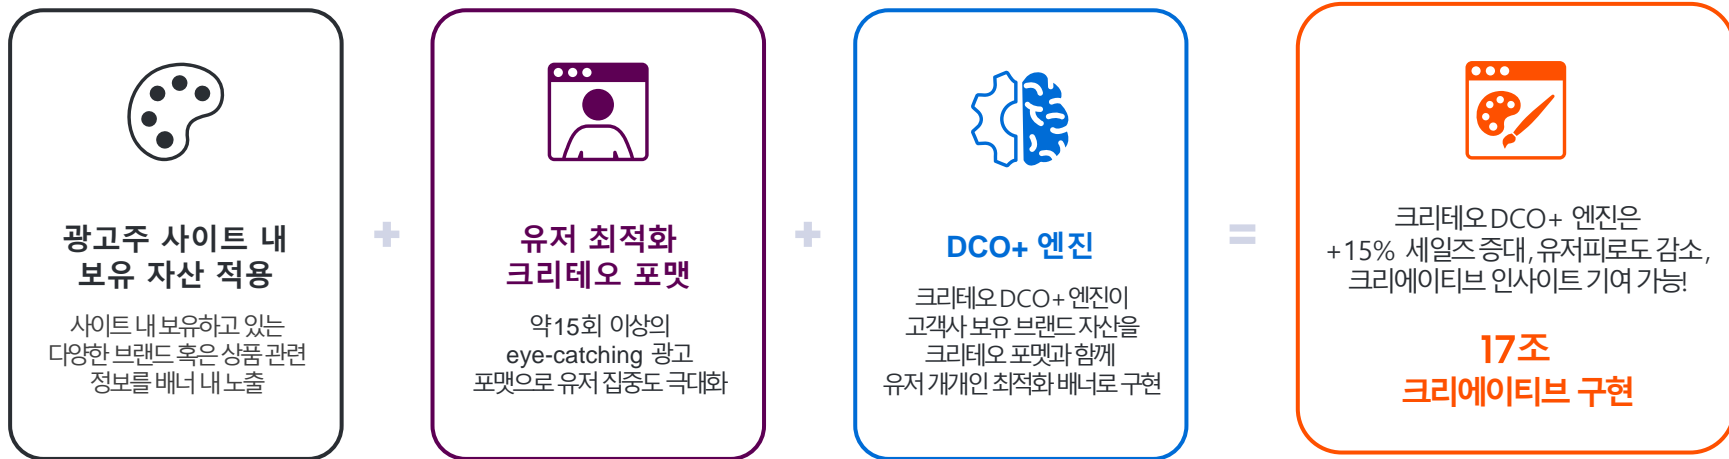 광고주 사이트 내
보유 자산 적용
사이트 내 보유하고 있는
다양한 브랜드 혹은 상품 관련
정보를 배너 내 노출
+
유저 최적화
크리테오 포맷
약 15회 이상의
eye-catching 광고
포맷으로 유저 집중도 극대화
+
DCO+ 엔진
크리테오 DCO+ 엔진이
고객사 보유 브랜드 자산을
크리테오 포멧과 함께
유저 개개인 최적화 배너로 구현
=
크리테오 DCO+ 엔진은
+15% 세일즈 증대, 유저피로도 감소,
크리에이티브 인사이트 기여 가능!
17조
크리에이티브 구현